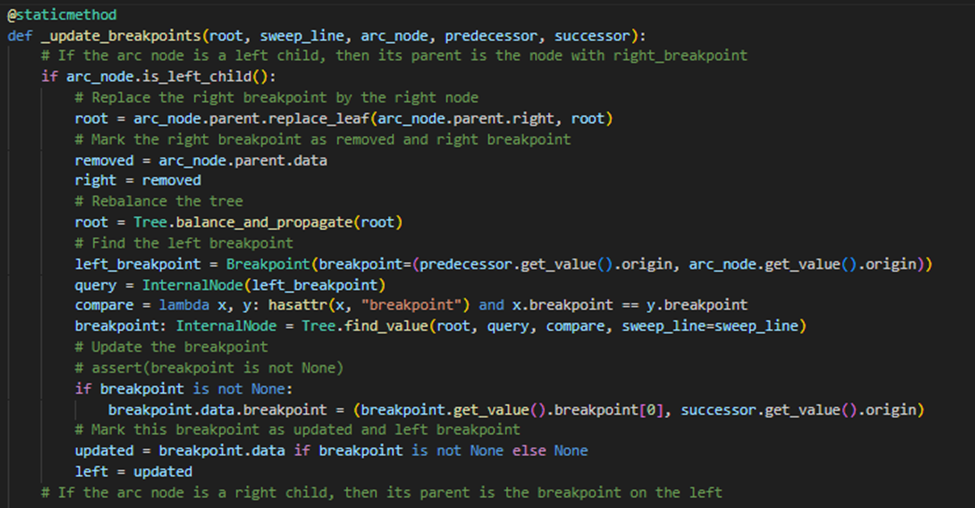 @staticmethod
def _update_breakpoints(root, sweep_line, arc_node, predecessor, successor):
    # If the arc node is a left child, then its parent is the node with right_breakpoint
    if arc_node.is_left_child():
        # Replace the right breakpoint by the right node
        root = arc_node.parent.replace_leaf(arc_node.parent.right, root)
        # Mark the right breakpoint as removed and right breakpoint
        removed = arc_node.parent.data
        right = removed
        # Rebalance the tree
        root = Tree.balance_and_propagate(root)
        # Find the left breakpoint
        left_breakpoint = Breakpoint(breakpoint=(predecessor.get_value().origin, arc_node.get_value().origin))
        query = InternalNode(left_breakpoint)
        compare = lambda x, y: hasattr(x, "breakpoint") and x.breakpoint == y.breakpoint
        breakpoint: InternalNode = Tree.find_value(root, query, compare, sweep_line=sweep_line)
        # Update the breakpoint
        # assert(breakpoint is not None)
        if breakpoint is not None:
            breakpoint.data.breakpoint = (breakpoint.get_value().breakpoint[0], successor.get_value().origin)
        # Mark this breakpoint as updated and left breakpoint
        updated = breakpoint.data if breakpoint is not None else None
        left = updated
    # If the arc node is a right child, then its parent is the breakpoint on the left